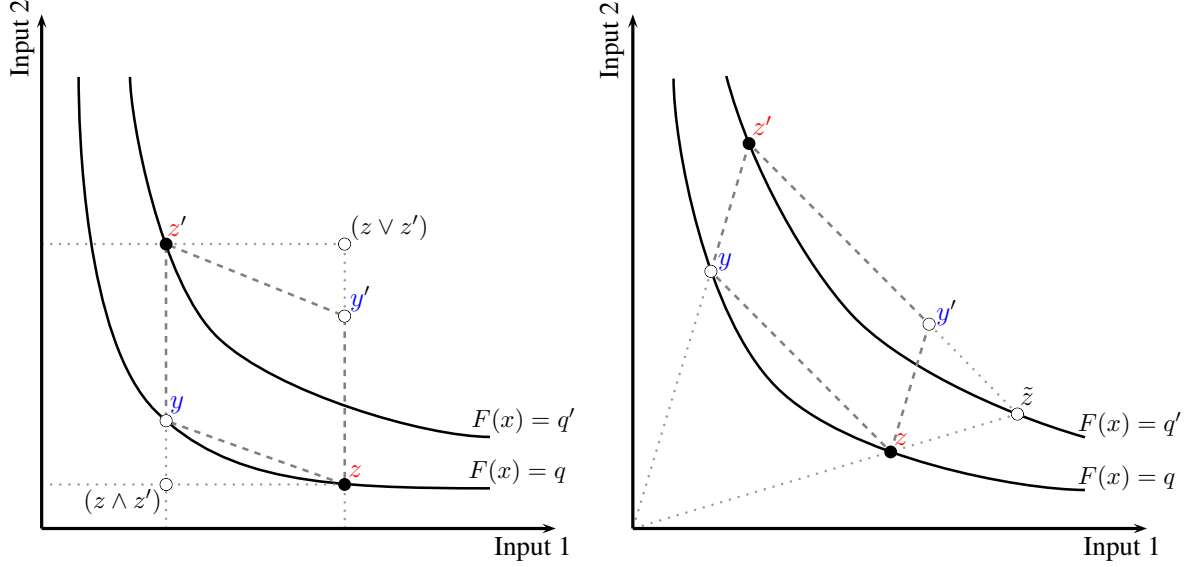 Input 2
z′
(z ∨ z′)
y′
y
F(x) = q′
z
F(x) = q
(z ∧ z′)
Input 1
Input 2
z′
y
y′
z̃
F(x) = q′
z
F(x) = q
Input 1